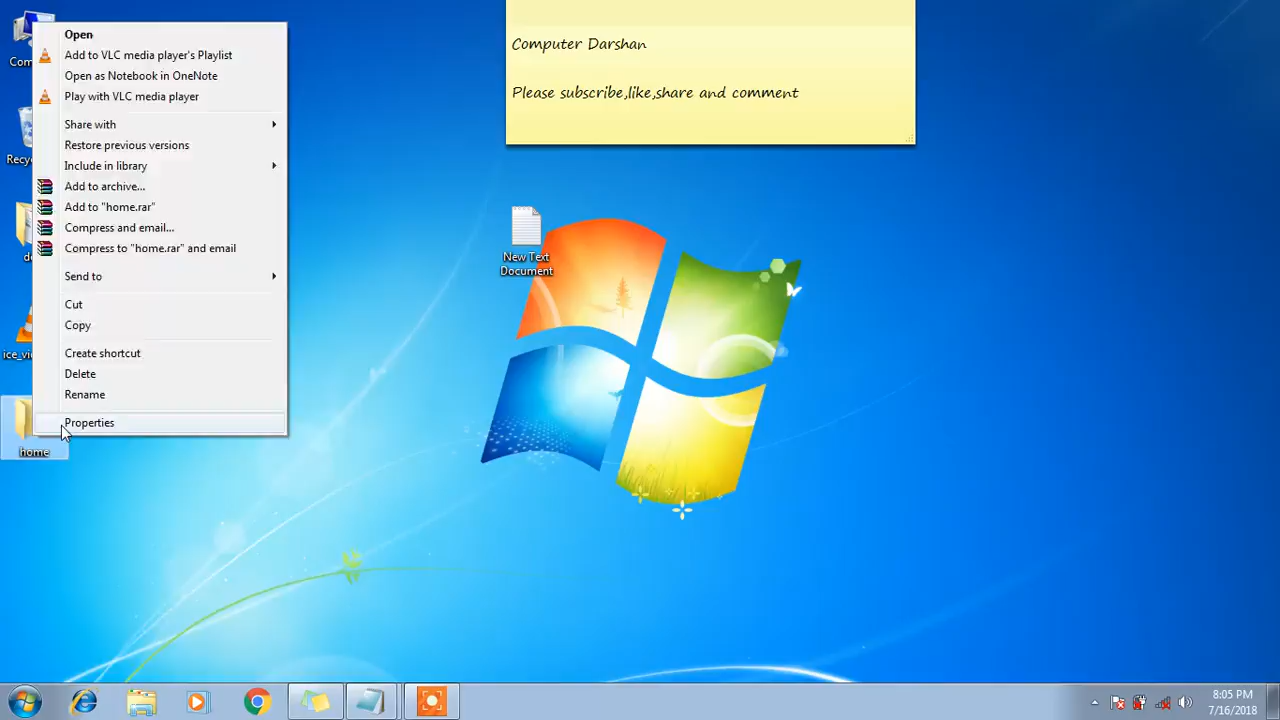 Open
Add to VLC media player's Playlist
Open as Notebook in OneNote
Play with VLC media player
Share with
Restore previous versions
Include in library
Add to archive...
Add to "home.rar"
Compress and email...
Compress to "home.rar" and email
Send to
Cut
Copy
Create shortcut
Delete
Rename
Properties
home
Computer Darshan
Please subscribe,like,share and comment
New Text
Document
8:05 PM
7/16/2018